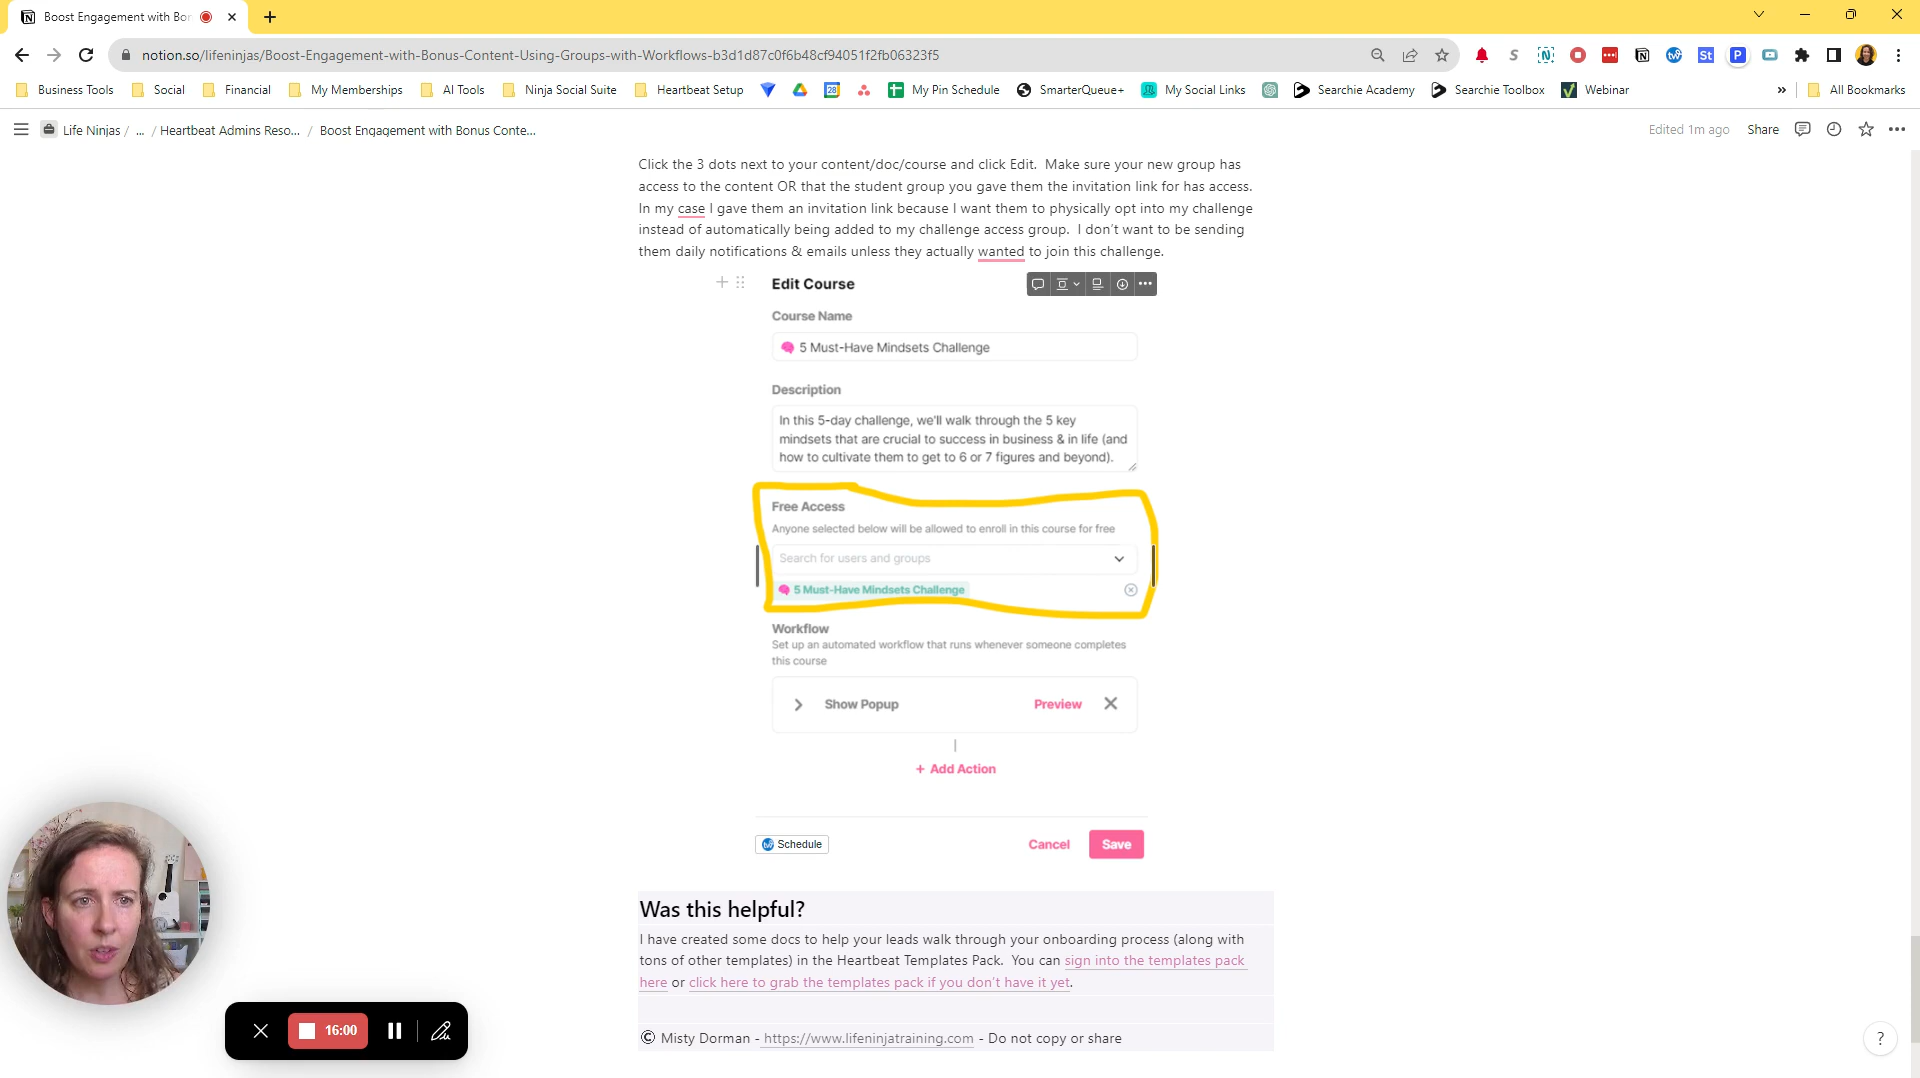 Boost Engagement with Bon
notion.so/lifeninjas/Boost-Engagement-with-Bonus-Content-Using-Groups-with-Workflows-b3d1d87c0f6b48cf94051f2fb06323f5
Business Tools Social Financial My Memberships AI Tools Ninja Social Suite Heartbeat Setup 28 My Pin Schedule SmarterQueue+ My Social Links Searchie Academy Searchie Toolbox Webinar » All Bookmarks
Life Ninjas / ... / Heartbeat Admins Reso... / Boost Engagement with Bonus Conte... Edited 1m ago Share
Click the 3 dots next to your content/doc/course and click Edit. Make sure your new group has
access to the content OR that the student group you gave them the invitation link for has access.
In my case I gave them an invitation link because I want them to physically opt into my challenge
instead of automatically being added to my challenge access group. I don't want to be sending
them daily notifications & emails unless they actually wanted to join this challenge.
Edit Course
Course Name
5 Must-Have Mindsets Challenge
Description
In this 5-day challenge, we'll walk through the 5 key
mindsets that are crucial to success in business & in life (and
how to cultivate them to get to 6 or 7 figures and beyond).
Free Access
Anyone selected below will be allowed to enroll in this course for free
Search for users and groups
5 Must-Have Mindsets Challenge
Workflow
Set up an automated workflow that runs whenever someone completes
this course
Show Popup Preview
+ Add Action
Schedule Cancel Save
Was this helpful?
I have created some docs to help your leads walk through your onboarding process (along with
tons of other templates) in the Heartbeat Templates Pack. You can sign into the templates pack
here or click here to grab the templates pack if you don't have it yet.
© Misty Dorman - https://www.lifeninjatraining.com - Do not copy or share
16:00
?